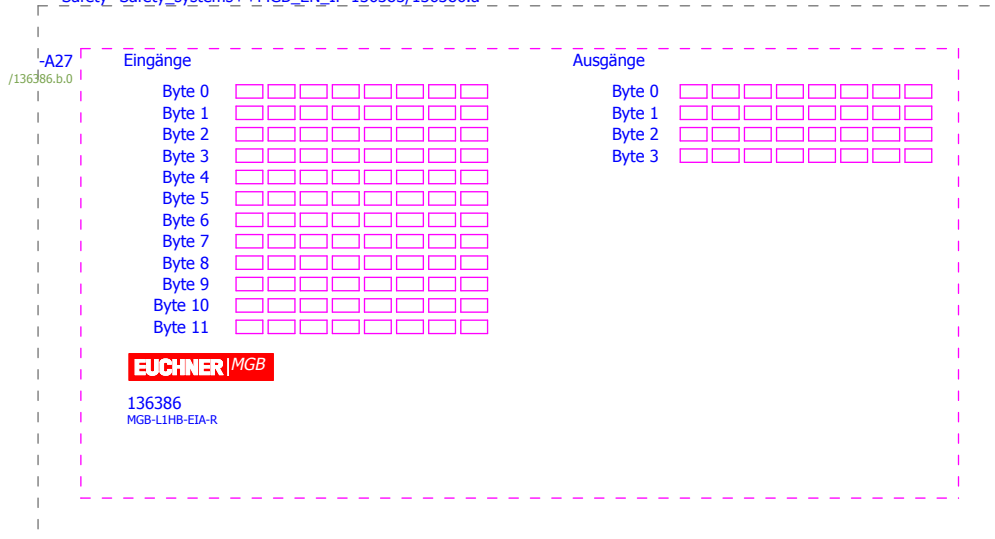 -A27
/136386.b.0
Eingänge
Byte 0
Byte 1
Byte 2
Byte 3
Byte 4
Byte 5
Byte 6
Byte 7
Byte 8
Byte 9
Byte 10
Byte 11
Ausgänge
Byte 0
Byte 1
Byte 2
Byte 3
EUCHNER|MGB
136386
MGB-L1HB-EIA-R